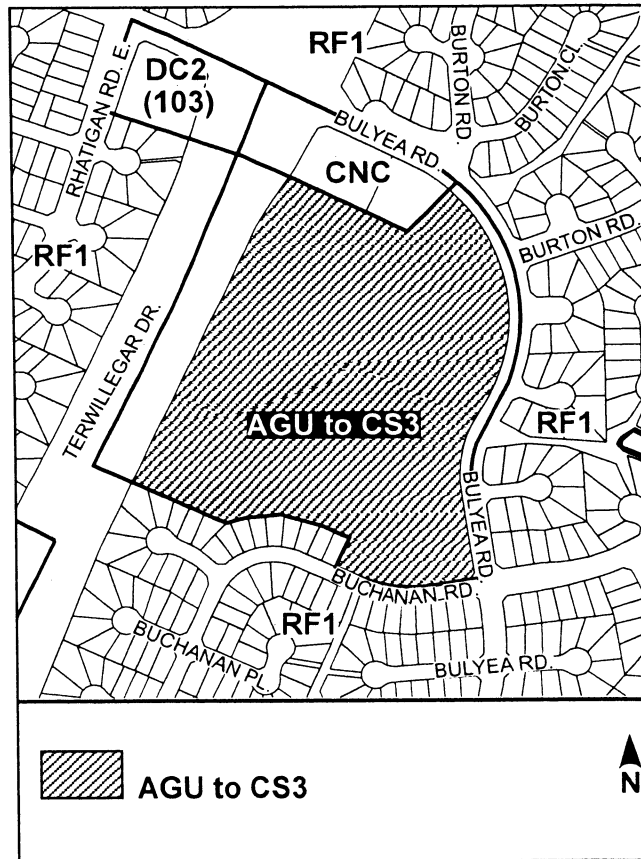 RF1
DC2
(103)
RHATIGAN RD. E.
BURTON RD.
BURTON CL.
BULYEA RD.
CNC
BURTON RD.
RF1
TERWILLEGAR DR.
AGU to CS3
RF1
BULYEA RD.
BUCHANAN RD.
RF1
BUCHANAN PL.
BULYEA RD.
AGU to CS3
N